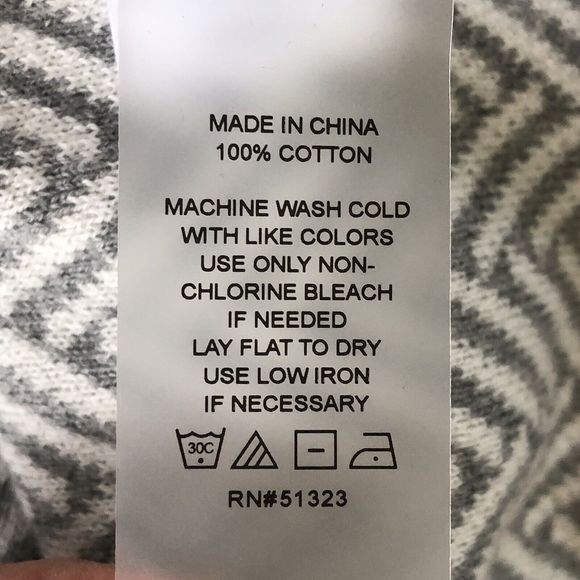 MADE IN CHINA
100% COTTON
MACHINE WASH COLD
WITH LIKE COLORS
USE ONLY NON-
CHLORINE BLEACH
IF NEEDED
LAY FLAT TO DRY
USE LOW IRON
IF NECESSARY
30C
RN#51323